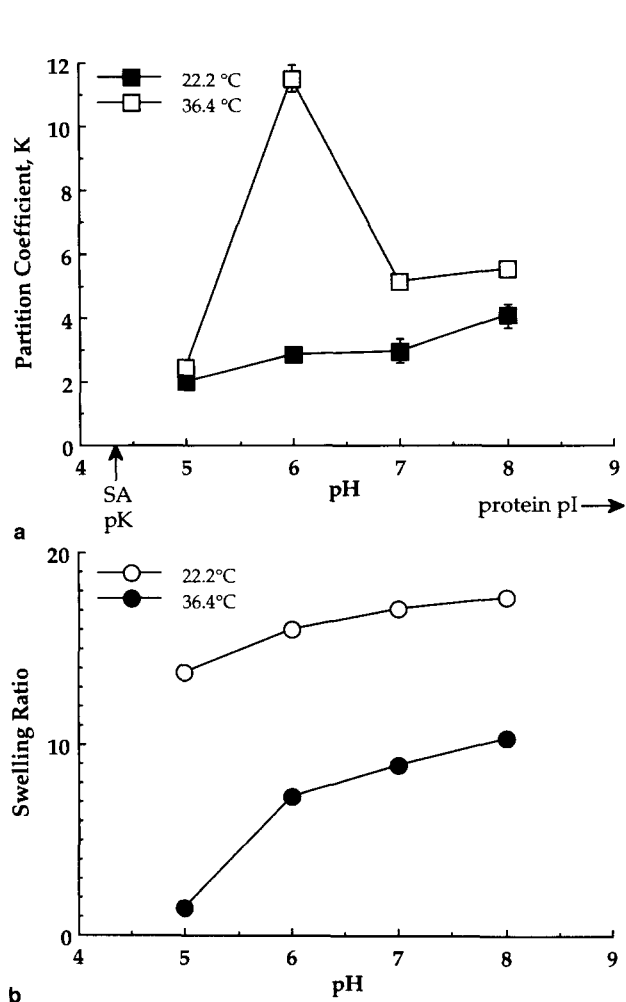 12
10
8
6
4
2
0
Partition Coefficient, K
22.2 °C
36.4 °C
4 5 6 7 8 9
pH
SA
pK
protein pI
a
20
10
0
Swelling Ratio
22.2°C
36.4°C
4 5 6 7 8 9
pH
b